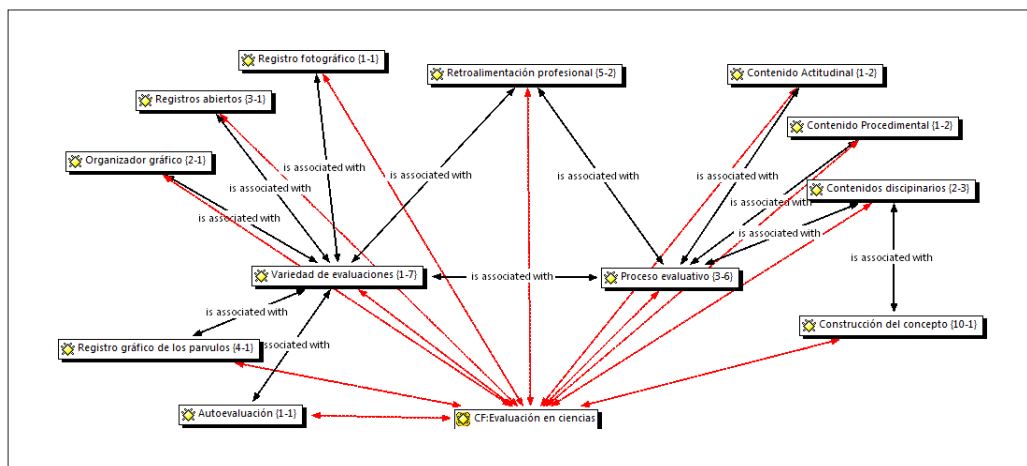 Registro fotográfico {1-1}
Retroalimentación profesional {5-2}
Contenido Actitudinal {1-2}
Registros abiertos {3-1}
Contenido Procedimental {1-2}
Organizador gráfico {2-1}
is associated with
is associated with
is associated with
is associated with
is associated with
is associated with
Contenidos discipinarios {2-3}
is associated with
is associated with
is associated with
Variedad de evaluaciones {1-7}
is associated with
Proceso evaluativo {3-6}
is associated with
Construcción del concepto {10-1}
Registro gráfico de los parvulos {4-1}
associated with
Autoevaluación {1-1}
CF:Evaluación en ciencias